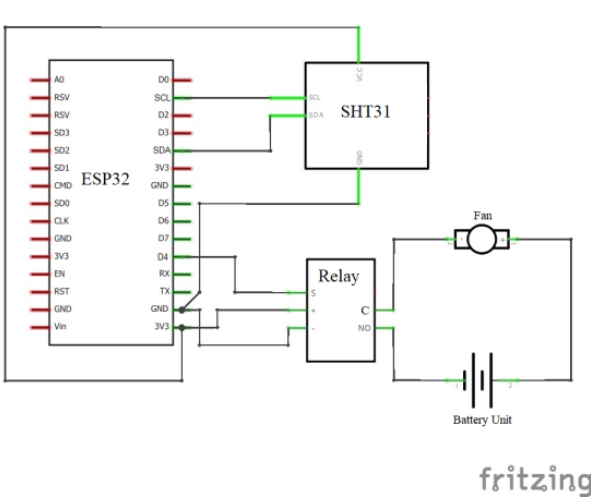 VCC
A0 D0
RSV SCL SCL
RSV D2 SDA SHT31
SD3 D3
SD2 SDA
SD1 3V3 GND
CMD ESP32 GND
SD0 D5
CLK D6 Fan
GND D7
3V3 D4
EN RX Relay
RST TX S
GND GND + C
Vin 3V3 - NO
1 2
Battery Unit
fritzing